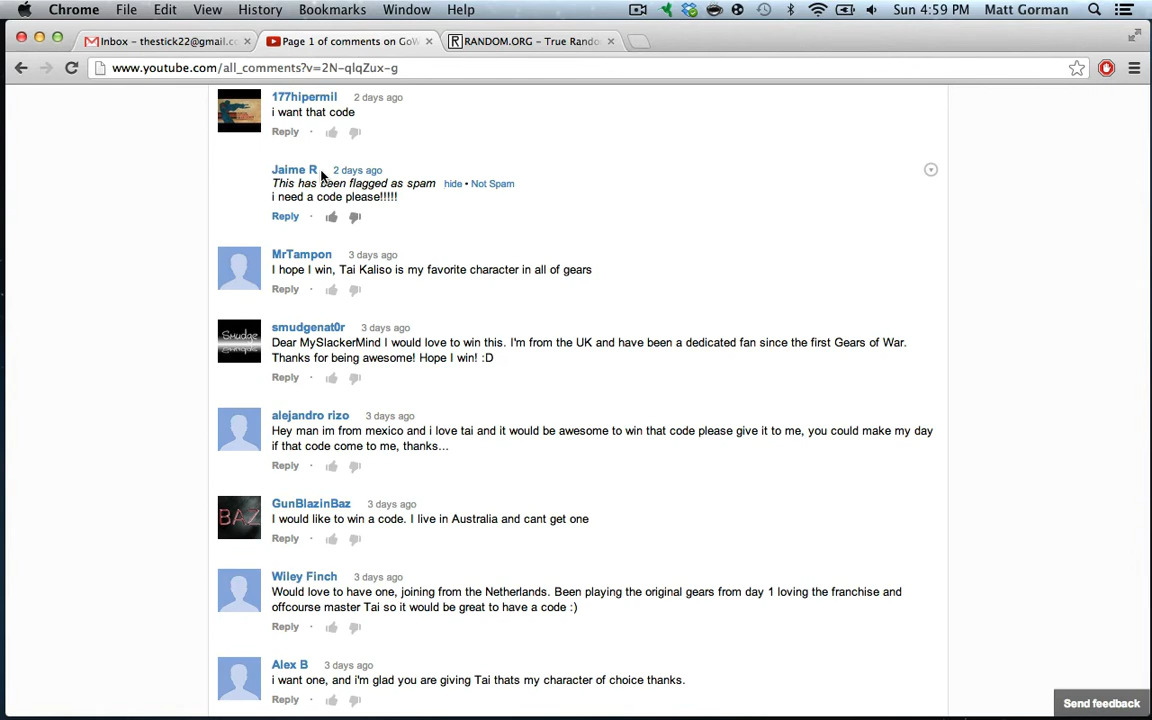 Chrome File Edit View History Bookmarks Window Help Sun 4:59 PM Matt Gorman
Inbox – thestick22@gmail.c
Page 1 of comments on GoW
RANDOM.ORG – True Rando
www.youtube.com/all_comments?v=2N-qlqZux-g
177hipermil 2 days ago
i want that code
Reply ·
Jaime R 2 days ago
This has been flagged as spam hide • Not Spam
i need a code please!!!!!
Reply ·
MrTampon 3 days ago
I hope I win, Tai Kaliso is my favorite character in all of gears
Reply ·
Smudge
smudgenat0r 3 days ago
Dear MySlackerMind I would love to win this. I'm from the UK and have been a dedicated fan since the first Gears of War.
Thanks for being awesome! Hope I win! :D
Reply ·
alejandro rizo 3 days ago
Hey man im from mexico and i love tai and it would be awesome to win that code please give it to me, you could make my day
if that code come to me, thanks...
Reply ·
BAZ
GunBlazinBaz 3 days ago
I would like to win a code. I live in Australia and cant get one
Reply ·
Wiley Finch 3 days ago
Would love to have one, joining from the Netherlands. Been playing the original gears from day 1 loving the franchise and
offcourse master Tai so it would be great to have a code :)
Reply ·
Alex B 3 days ago
i want one, and i'm glad you are giving Tai thats my character of choice thanks.
Reply ·
Send feedback